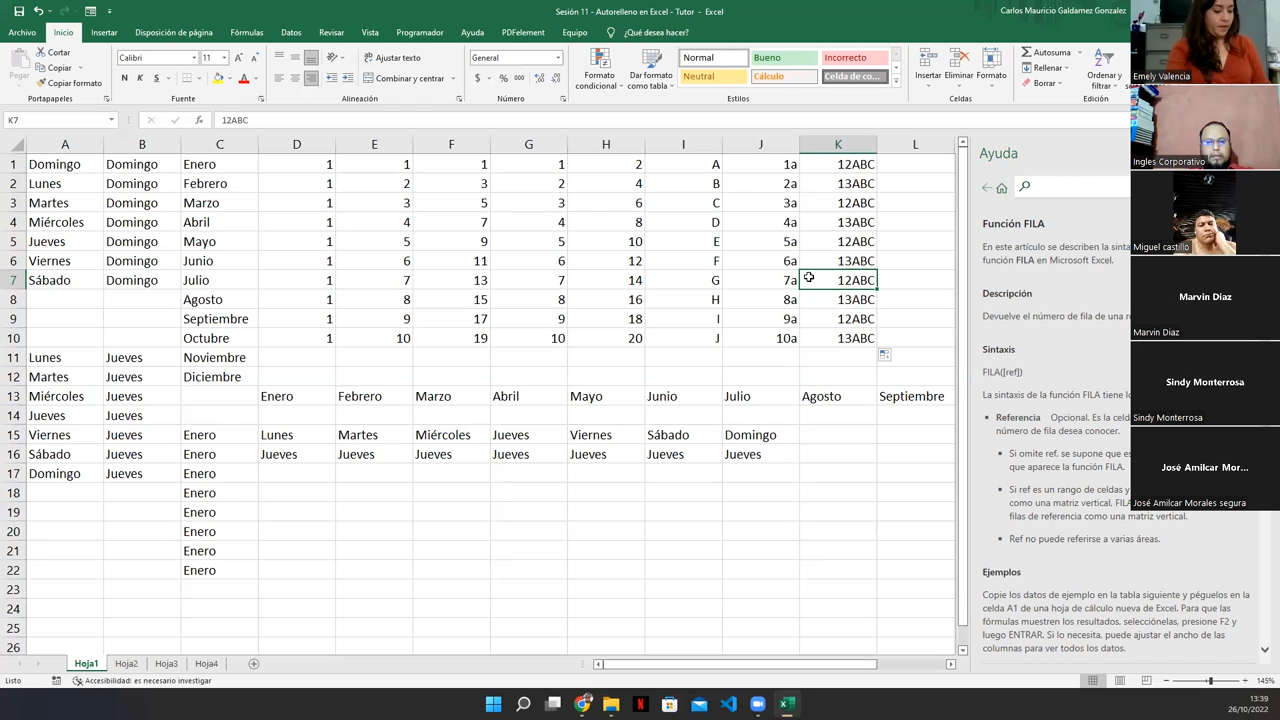 Sesión 11 - Autorelleno en Excel - Tutor - Excel
Carlos Mauricio Galdamez Gonzalez
Archivo Inicio Insertar Disposición de página Fórmulas Datos Revisar Vista Programador Ayuda PDFelement Equipo ¿Qué desea hacer?
Pegar
Cortar
Copiar
Copiar formato
Portapapeles
Calibri 11
N K S
Fuente
Ajustar texto
Combinar y centrar
Alineación
General
$ % 000
Número
Formato condicional
Dar formato como tabla
Normal Bueno Incorrecto
Neutral Cálculo Celda de co...
Estilos
Insertar Eliminar Formato
Celdas
Autosuma
Rellenar
Borrar
Ordenar y filtrar
Edición
K7 fx 12ABC
A B C D E F G H I J K L
1 Domingo Domingo Enero 1 1 1 1 2 A 1a 12ABC
2 Lunes Domingo Febrero 1 2 3 2 4 B 2a 13ABC
3 Martes Domingo Marzo 1 3 5 3 6 C 3a 12ABC
4 Miércoles Domingo Abril 1 4 7 4 8 D 4a 13ABC
5 Jueves Domingo Mayo 1 5 9 5 10 E 5a 12ABC
6 Viernes Domingo Junio 1 6 11 6 12 F 6a 13ABC
7 Sábado Domingo Julio 1 7 13 7 14 G 7a 12ABC
8 Agosto 1 8 15 8 16 H 8a 13ABC
9 Septiembre 1 9 17 9 18 I 9a 12ABC
10 Octubre 1 10 19 10 20 J 10a 13ABC
11 Lunes Jueves Noviembre
12 Martes Jueves Diciembre
13 Miércoles Jueves Enero Febrero Marzo Abril Mayo Junio Julio Agosto Septiembre
14 Jueves Jueves
15 Viernes Jueves Enero Lunes Martes Miércoles Jueves Viernes Sábado Domingo
16 Sábado Jueves Enero Jueves Jueves Jueves Jueves Jueves Jueves Jueves
17 Domingo Jueves Enero
18 Enero
19 Enero
20 Enero
21 Enero
22 Enero
23
24
25
26
Hoja1 Hoja2 Hoja3 Hoja4
Listo Accesibilidad: es necesario investigar
145%
Ayuda
Función FILA
En este artículo se describen la sinta
función FILA en Microsoft Excel.
Descripción
Devuelve el número de fila de una re
Sintaxis
FILA([ref])
La sintaxis de la función FILA tiene lo
Referencia Opcional. Es la celda
número de fila desea conocer.
Si omite ref, se supone que es
que aparece la función FILA.
Si ref es un rango de celdas y
como una matriz vertical, FILA
filas de referencia como una matriz vertical.
Ref no puede referirse a varias áreas.
Ejemplos
Copie los datos de ejemplo en la tabla siguiente y péguelos en la
celda A1 de una hoja de cálculo nueva de Excel. Para que las
fórmulas muestren los resultados, selecciónelas, presione F2 y
luego ENTRAR. Si lo necesita, puede ajustar el ancho de las
columnas para ver todos los datos.
Emely Valencia
Ingles Corporativo
Miguel castillo
Marvin Diaz
Marvin Diaz
Sindy Monterrosa
Sindy Monterrosa
José Amilcar Mor...
José Amilcar Morales segura
13:39
26/10/2022